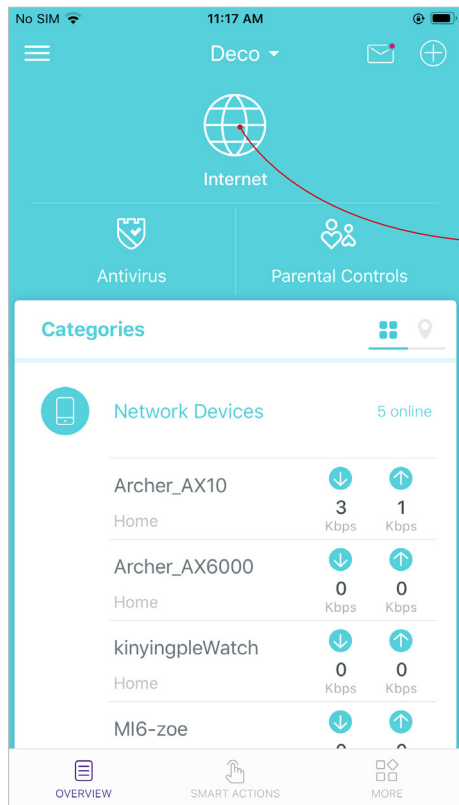 No SIM 11:17 AM
Deco
Internet
Antivirus Parental Controls
Categories
Network Devices 5 online
Archer_AX10
3 1
Home Kbps Kbps
Archer_AX6000
0 0
Home Kbps Kbps
kinyingpleWatch
0 0
Home Kbps Kbps
MI6-zoe
OVERVIEW SMART ACTIONS MORE